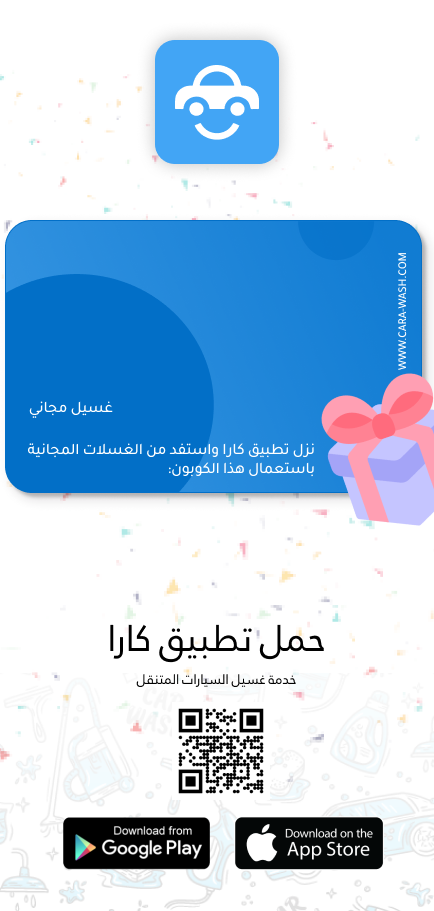 WWW.CARA-WASH.COM
غسيل مجاني
نزل تطبيق كارا واستفد من الغسلات المجانية
باستعمال هذا الكوبون:
حمل تطبيق كارا
خدمة غسيل السيارات المتنقل
Download from
Google Play
Download on the
App Store